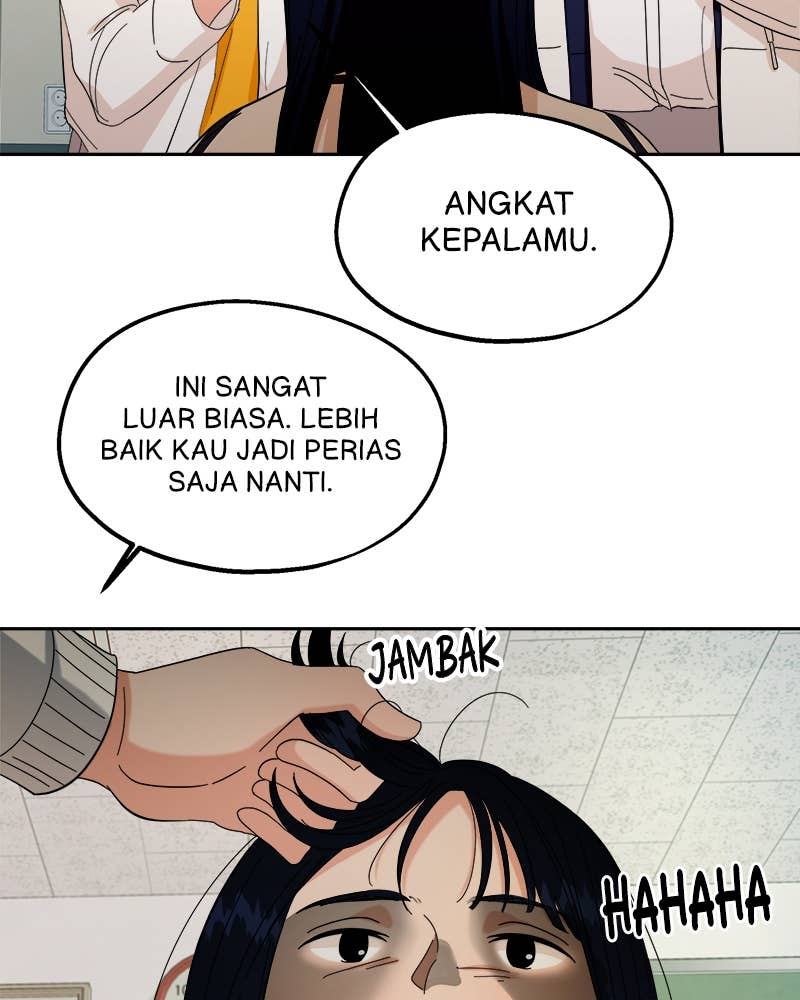 ANGKAT
KEPALAMU.
INI SANGAT
LUAR BIASA. LEBIH
BAIK KAU JADI PERIAS
SAJA NANTI.
JAMBAK
HAHAHA